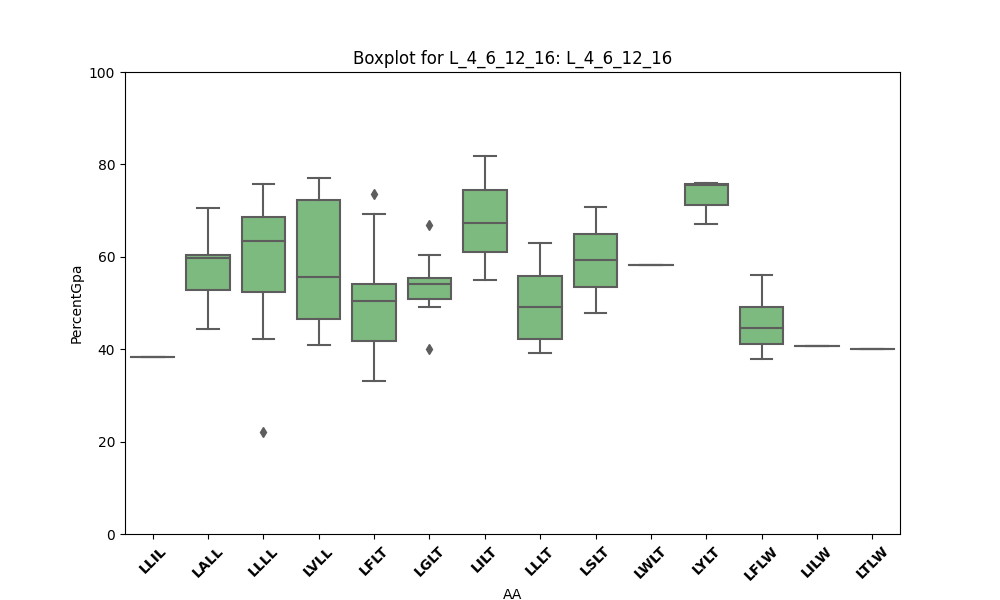 Boxplot for L_4_6_12_16: L_4_6_12_16
100
80
60
40
20
0
PercentGpa
LLIL
LALL
LLLL
LVLL
LFLT
LGLT
LILT
LLLT
LSLT
LWLT
LYLT
LFLW
LILW
LTLW
AA